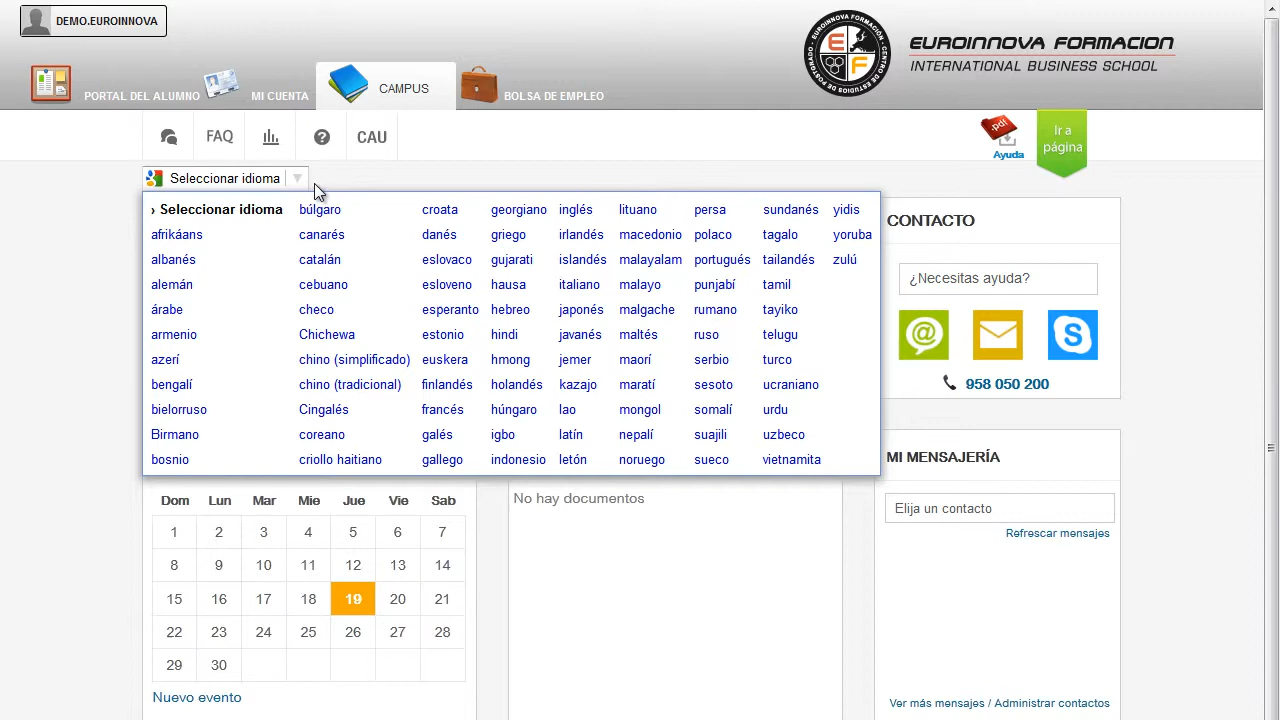 DEMO.EUROINNOVA
EUROINNOVA FORMACIÓN
CENTRO DE ESTUDIOS DE POSTGRADO
EF
EUROINNOVA FORMACION
INTERNATIONAL BUSINESS SCHOOL
PORTAL DEL ALUMNO
MI CUENTA
CAMPUS
BOLSA DE EMPLEO
FAQ
?
CAU
.pdf
Ayuda
Ir a
página
Seleccionar idioma
› Seleccionar idioma búlgaro croata georgiano inglés lituano persa sundanés yidis
afrikáans canarés danés griego irlandés macedonio polaco tagalo yoruba
albanés catalán eslovaco gujarati islandés malayalam portugués tailandés zulú
alemán cebuano esloveno hausa italiano malayo punjabí tamil
árabe checo esperanto hebreo japonés malgache rumano tayiko
armenio Chichewa estonio hindi javanés maltés ruso telugu
azerí chino (simplificado) euskera hmong jemer maorí serbio turco
bengalí chino (tradicional) finlandés holandés kazajo maratí sesoto ucraniano
bielorruso Cingalés francés húngaro lao mongol somalí urdu
Birmano coreano galés igbo latín nepalí suajili uzbeco
bosnio criollo haitiano gallego indonesio letón noruego sueco vietnamita
Dom Lun Mar Mie Jue Vie Sab
1 2 3 4 5 6 7
8 9 10 11 12 13 14
15 16 17 18 19 20 21
22 23 24 25 26 27 28
29 30
Nuevo evento
No hay documentos
CONTACTO
¿Necesitas ayuda?
@
S
958 050 200
MI MENSAJERÍA
Elija un contacto
Refrescar mensajes
Ver más mensajes / Administrar contactos